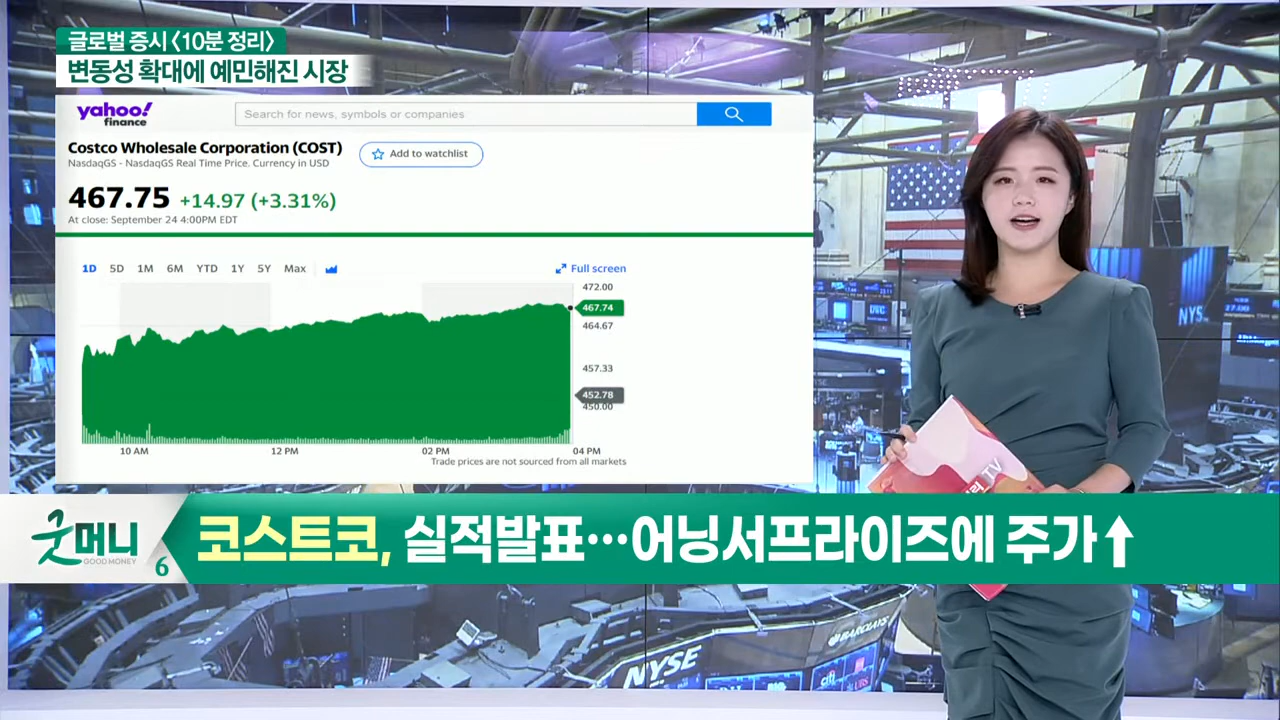 글로벌 증시 〈10분 정리〉
변동성 확대에 예민해진 시장
yahoo!
finance
Search for news, symbols or companies
Costco Wholesale Corporation (COST)
NasdaqGS - NasdaqGS Real Time Price. Currency in USD
Add to watchlist
467.75 +14.97 (+3.31%)
At close: September 24 4:00PM EDT
1D 5D 1M 6M YTD 1Y 5Y Max
Full screen
472.00
467.74
464.67
457.33
452.78
450.00
10 AM 12 PM 02 PM 04 PM
Trade prices are not sourced from all markets
NYS
TV
굿머니
GOOD MONEY
6
코스트코, 실적발표…어닝서프라이즈에 주가↑
BARCLAYS
NYSE
citi
UBS